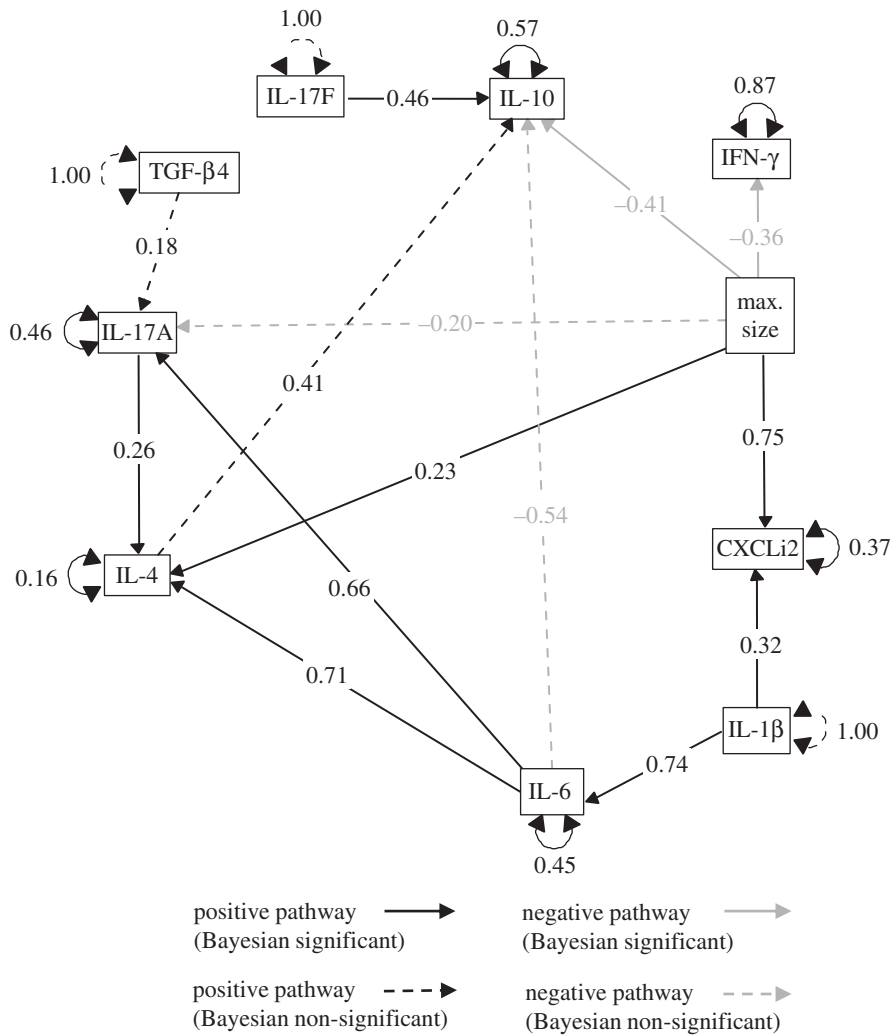 1.00
0.57
IL-17F
0.46
IL-10
0.87
IFN-γ
TGF-β4
1.00
–0.41
0.18
–0.36
max.
size
0.46
IL-17A
–0.20
0.41
0.26
0.75
0.23
–0.54
CXCLi2
0.37
0.16
IL-4
0.66
0.32
0.71
IL-1β
1.00
0.74
IL-6
0.45
positive pathway
(Bayesian significant)
negative pathway
(Bayesian significant)
positive pathway
(Bayesian non-significant)
negative pathway
(Bayesian non-significant)